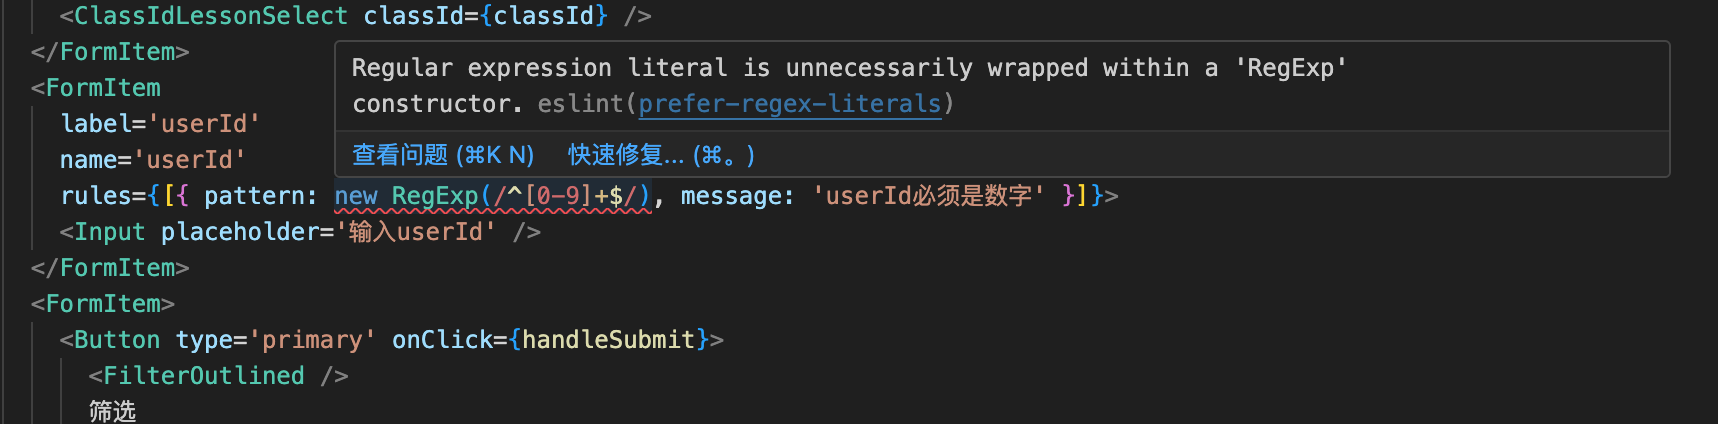 <ClassIdLessonSelect classId={classId} />
</FormItem>
<FormItem
label='userId'
name='userId'
Regular expression literal is unnecessarily wrapped within a 'RegExp'
constructor. eslint(prefer-regex-literals)
查看问题 (⌘K N) 快速修复... (⌘。)
rules={[{ pattern: new RegExp(/^[0-9]+$/), message: 'userId必须是数字' }]}>
<Input placeholder='输入userId' />
</FormItem>
<FormItem>
<Button type='primary' onClick={handleSubmit}>
<FilterOutlined />
筛选